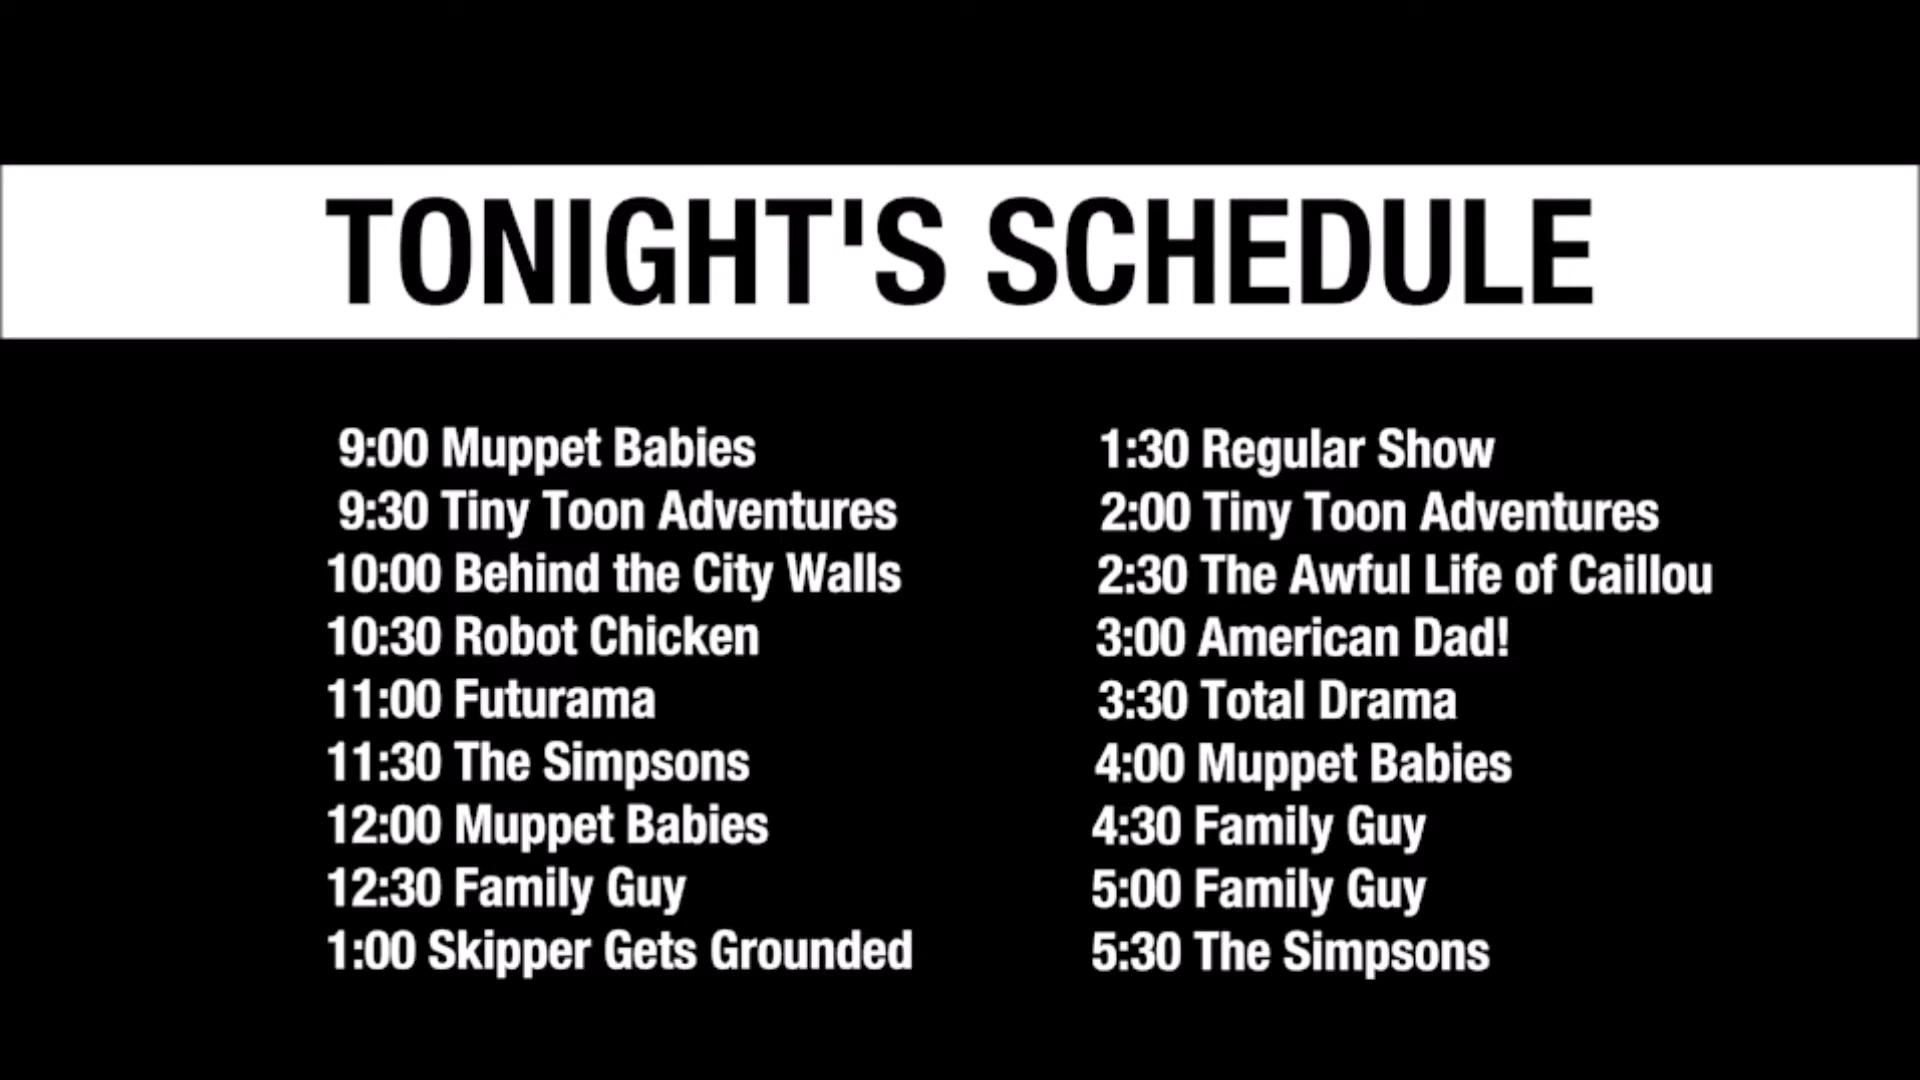 TONIGHT'S SCHEDULE
9:00 Muppet Babies
9:30 Tiny Toon Adventures
10:00 Behind the City Walls
10:30 Robot Chicken
11:00 Futurama
11:30 The Simpsons
12:00 Muppet Babies
12:30 Family Guy
1:00 Skipper Gets Grounded
1:30 Regular Show
2:00 Tiny Toon Adventures
2:30 The Awful Life of Caillou
3:00 American Dad!
3:30 Total Drama
4:00 Muppet Babies
4:30 Family Guy
5:00 Family Guy
5:30 The Simpsons